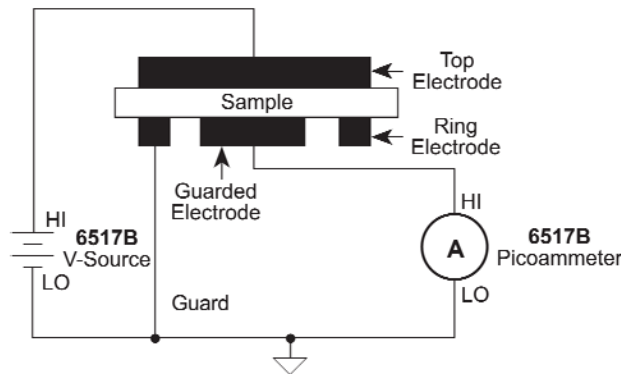 Top
Electrode
Sample
Ring
Electrode
Guarded
Electrode
HI
6517B
V-Source
LO
Guard
HI
A
6517B
Picoammeter
LO